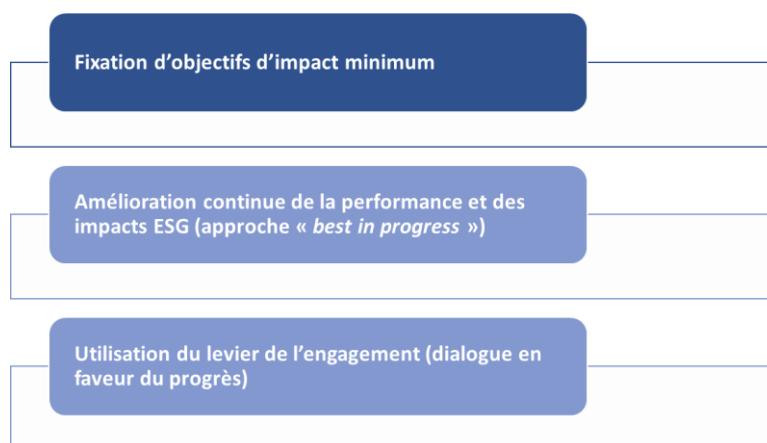 Fixation d’objectifs d’impact minimum
Amélioration continue de la performance et des
impacts ESG (approche « best in progress »)
Utilisation du levier de l’engagement (dialogue en
faveur du progrès)